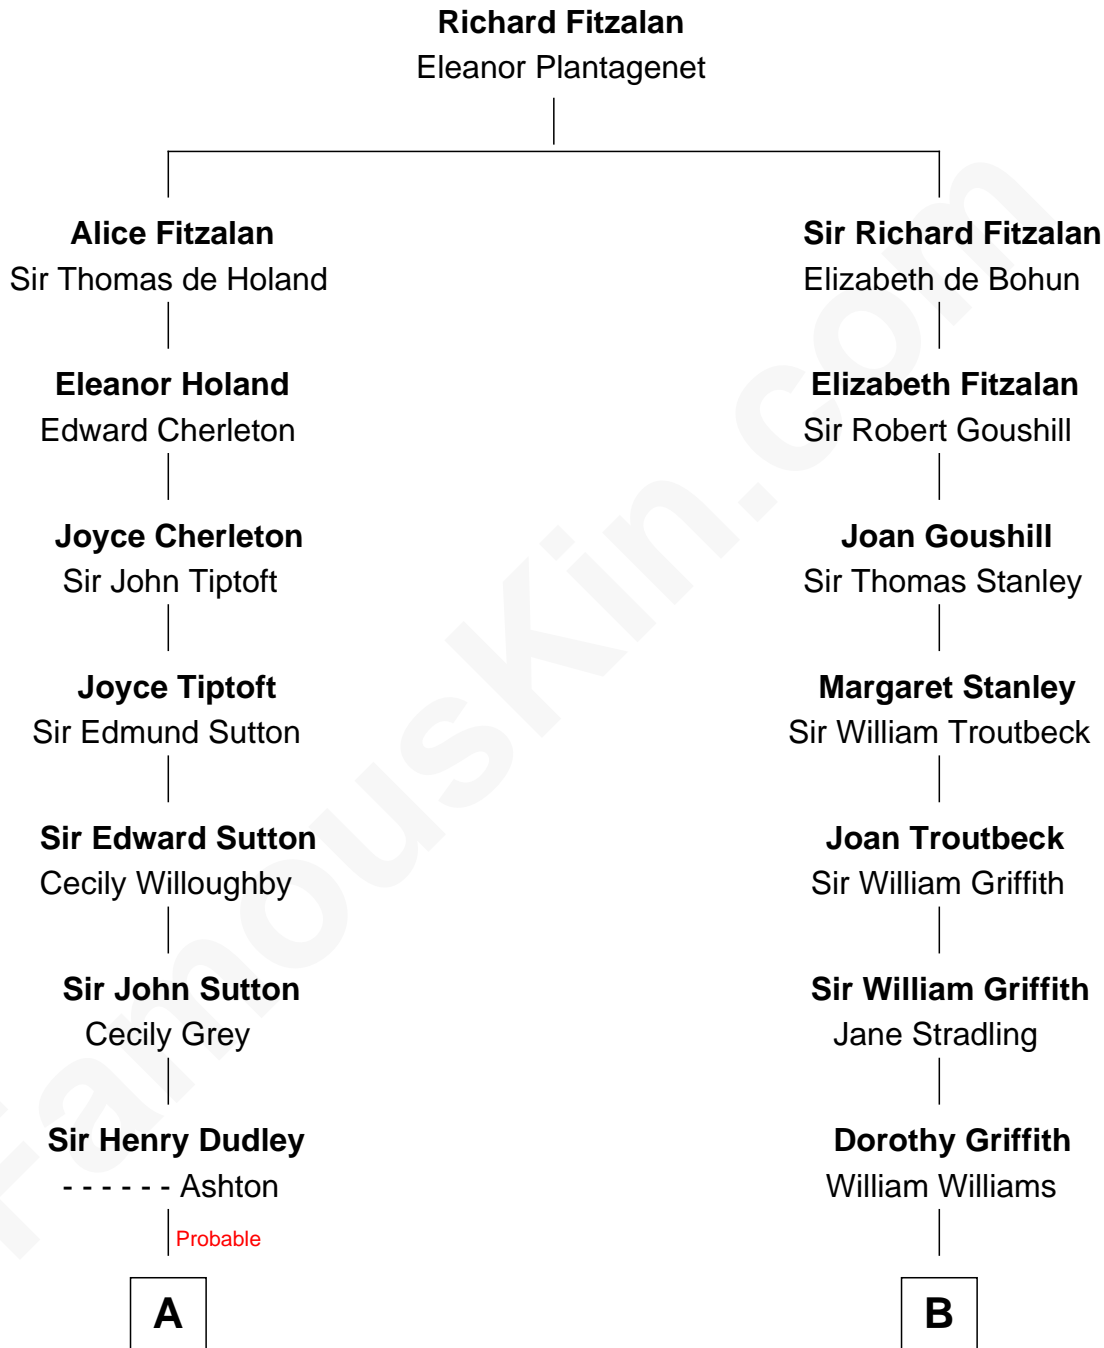 Richard Fitzalan
Eleanor Plantagenet
Alice Fitzalan
Sir Thomas de Holand
Sir Richard Fitzalan
Elizabeth de Bohun
Eleanor Holand
Edward Cherleton
Elizabeth Fitzalan
Sir Robert Goushill
Joyce Cherleton
Sir John Tiptoft
Joan Goushill
Sir Thomas Stanley
Joyce Tiptoft
Sir Edmund Sutton
Margaret Stanley
Sir William Troutbeck
Sir Edward Sutton
Cecily Willoughby
Joan Troutbeck
Sir William Griffith
Sir John Sutton
Cecily Grey
Sir William Griffith
Jane Stradling
Sir Henry Dudley
- - - - - - Ashton
Dorothy Griffith
William Williams
Probable
A
B
FamousKin.com